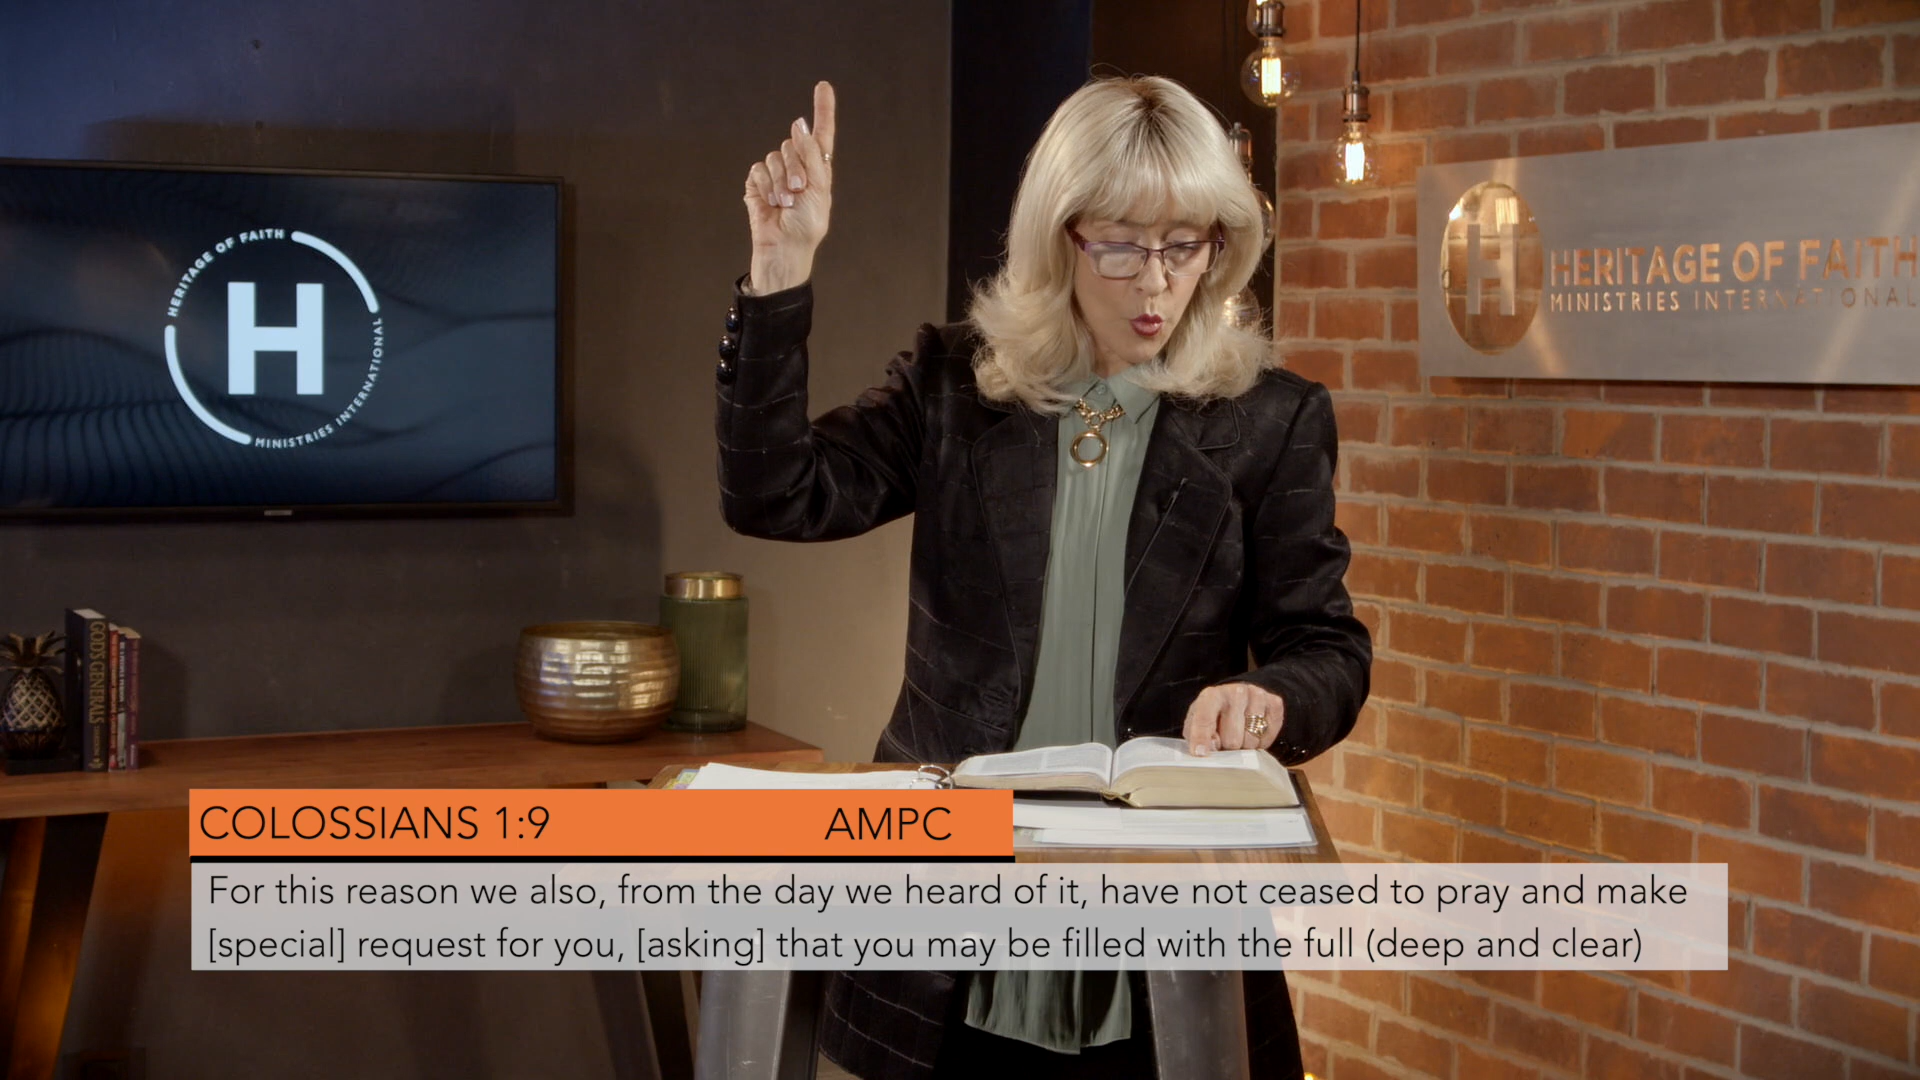 HERITAGE OF FAITH
H
MINISTRIES INTERNATIONAL
H
HERITAGE OF FAITH
MINISTRIES INTERNATIONAL
GOD'S GENERALS
COLOSSIANS 1:9 AMPC
For this reason we also, from the day we heard of it, have not ceased to pray and make
[special] request for you, [asking] that you may be filled with the full (deep and clear)